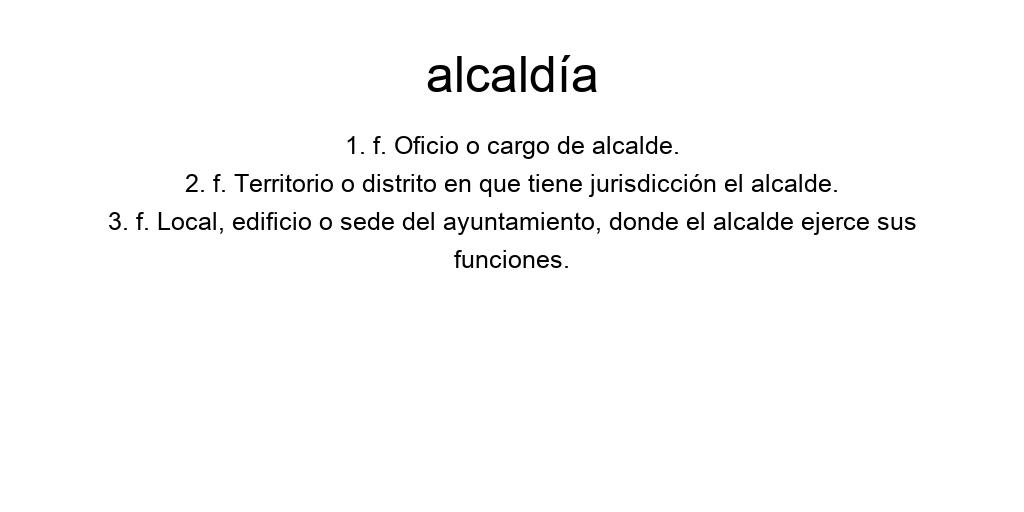 alcaldía
1. f. Oficio o cargo de alcalde.
2. f. Territorio o distrito en que tiene jurisdicción el alcalde.
3. f. Local, edificio o sede del ayuntamiento, donde el alcalde ejerce sus
funciones.